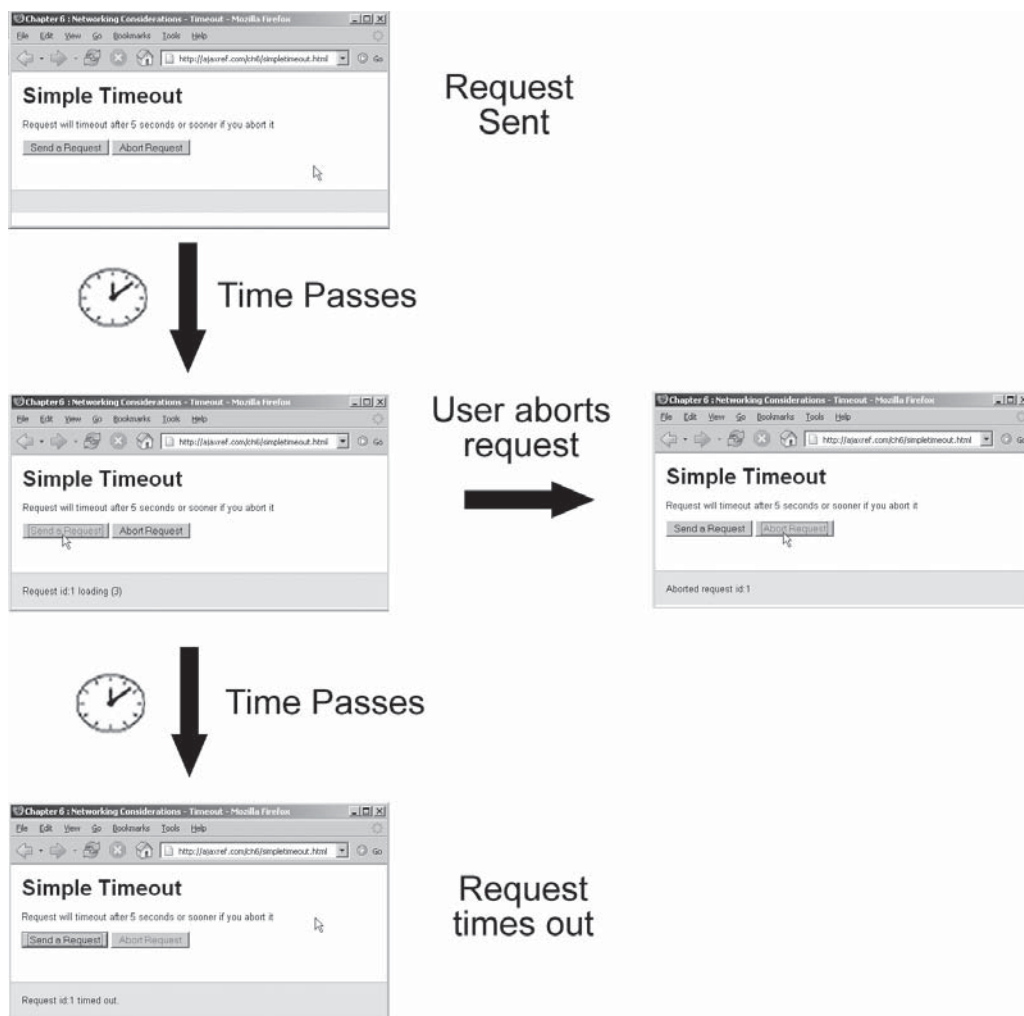 Chapter 6 : Networking Considerations - Timeout - Mozilla Firefox
File Edit View Go Bookmarks Tools Help
http://ajaxref.com/ch6/simpletimeout.html Go
Simple Timeout
Request will timeout after 5 seconds or sooner if you abort it
Send a Request Abort Request
Request
Sent
Time Passes
Chapter 6 : Networking Considerations - Timeout - Mozilla Firefox
File Edit View Go Bookmarks Tools Help
http://ajaxref.com/ch6/simpletimeout.html Go
Simple Timeout
Request will timeout after 5 seconds or sooner if you abort it
Send a Request Abort Request
Request id:1 loading (3)
User aborts
request
Chapter 6 : Networking Considerations - Timeout - Mozilla Firefox
File Edit View Go Bookmarks Tools Help
http://ajaxref.com/ch6/simpletimeout.html Go
Simple Timeout
Request will timeout after 5 seconds or sooner if you abort it
Send a Request Abort Request
Aborted request id:1
Time Passes
Chapter 6 : Networking Considerations - Timeout - Mozilla Firefox
File Edit View Go Bookmarks Tools Help
http://ajaxref.com/ch6/simpletimeout.html Go
Simple Timeout
Request will timeout after 5 seconds or sooner if you abort it
Send a Request Abort Request
Request id:1 timed out.
Request
times out